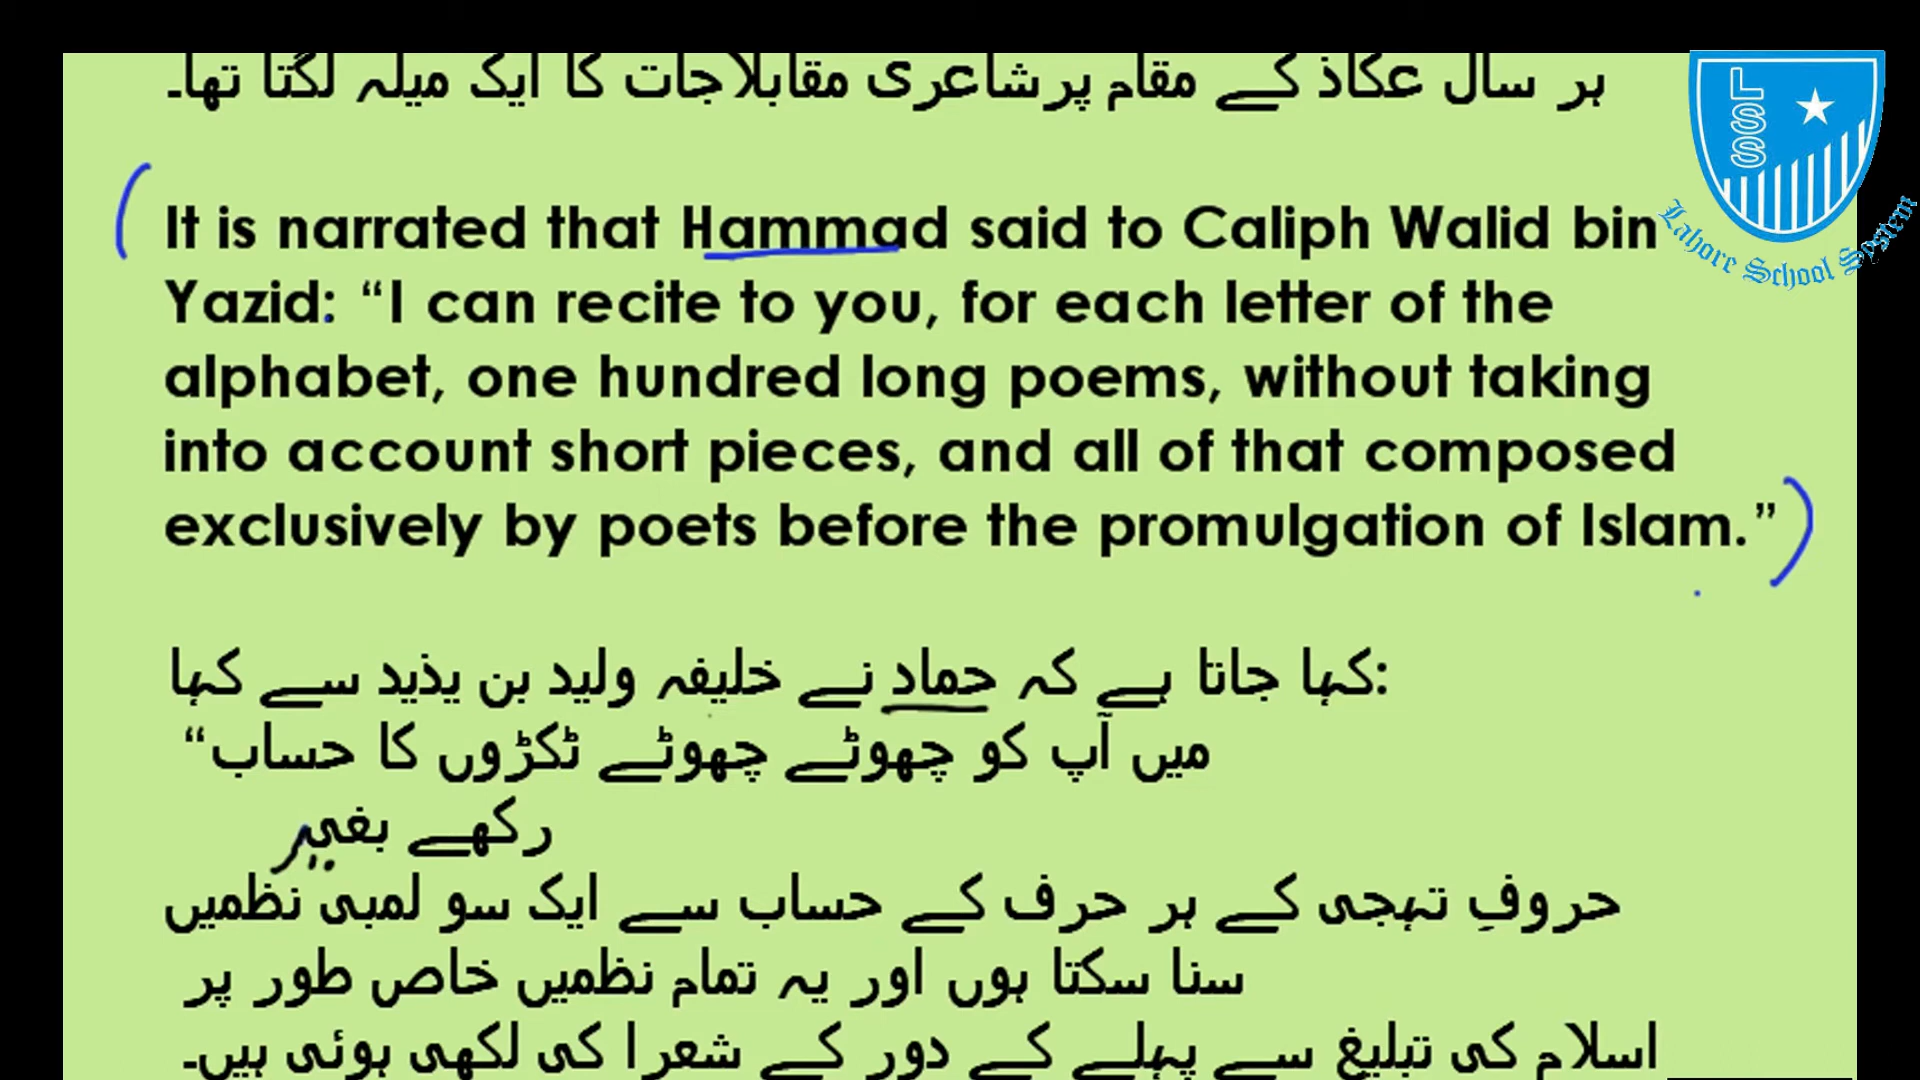 ہر سال عکاذ کے مقام پرشاعری مقابلاجات کا ایک میلہ لگتا تھا۔
It is narrated that Hammad said to Caliph Walid bin
Yazid: “I can recite to you, for each letter of the
alphabet, one hundred long poems, without taking
into account short pieces, and all of that composed
exclusively by poets before the promulgation of Islam.”
کہا جاتا ہے کہ حماد نے خلیفہ ولید بن یذید سے کہا:
“میں آپ کو چھوٹے چھوٹے ٹکڑوں کا حساب
رکھے بغیر
حروفِ تہجی کے ہر حرف کے حساب سے ایک سو لمبی نظمیں
سنا سکتا ہوں اور یہ تمام نظمیں خاص طور پر
اسلام کی تبلیغ سے پہلے کے دور کے شعرا کی لکھی ہوئی ہیں۔
LSS
Lahore School System